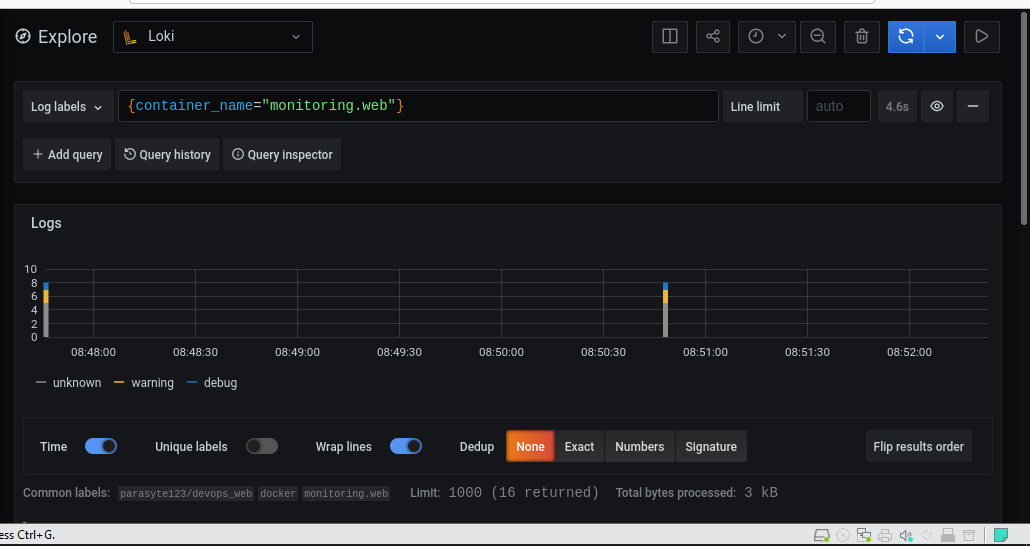 Explore Loki
Log labels {container_name="monitoring.web"} Line limit auto 4.6s
+ Add query Query history Query inspector
Logs
10
8
6
4
2
0
08:48:00 08:48:30 08:49:00 08:49:30 08:50:00 08:50:30 08:51:00 08:51:30 08:52:00
unknown warning debug
Time Unique labels Wrap lines Dedup None Exact Numbers Signature Flip results order
Common labels: parasyte123/devops_web docker monitoring.web Limit: 1000 (16 returned) Total bytes processed: 3 kB
ess Ctrl+G.